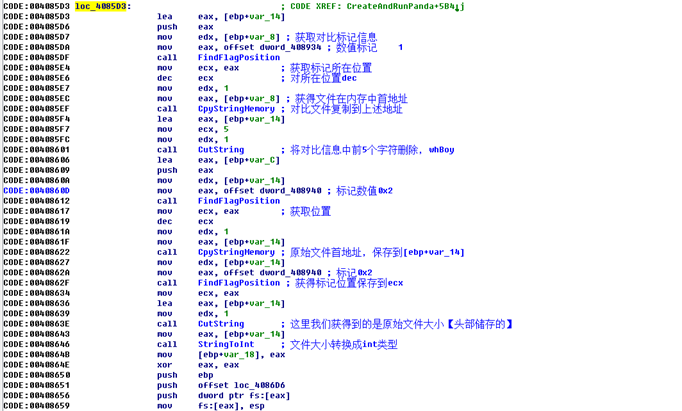 CODE:004085D3 loc_4085D3: ; CODE XREF: CreateAndRunPanda+5B4↓j
CODE:004085D3 lea eax, [ebp+var_14]
CODE:004085D6 push eax
CODE:004085D7 mov edx, [ebp+var_8] ; 获取对比标记信息
CODE:004085DA mov eax, offset dword_408934 ; 数值标记 1
CODE:004085DF call FindFlagPosition
CODE:004085E4 mov ecx, eax ; 获取标记所在位置
CODE:004085E6 dec ecx ; 对所在位置dec
CODE:004085E7 mov edx, 1
CODE:004085EC mov eax, [ebp+var_8] ; 获得文件在内存中首地址
CODE:004085EF call CpyStringMemory ; 对比文件复制到上述地址
CODE:004085F4 lea eax, [ebp+var_14]
CODE:004085F7 mov ecx, 5
CODE:004085FC mov edx, 1
CODE:00408601 call CutString ; 将对比信息中前5个字符删除, whBoy
CODE:00408606 lea eax, [ebp+var_C]
CODE:00408609 push eax
CODE:0040860A mov edx, [ebp+var_14]
CODE:0040860D mov eax, offset dword_408940 ; 标记数值0x2
CODE:00408612 call FindFlagPosition
CODE:00408617 mov ecx, eax ; 获取位置
CODE:00408619 dec ecx
CODE:0040861A mov edx, 1
CODE:0040861F mov eax, [ebp+var_14]
CODE:00408622 call CpyStringMemory ; 原始文件首地址, 保存到[ebp+var_14]
CODE:00408627 mov edx, [ebp+var_14]
CODE:0040862A mov eax, offset dword_408940 ; 标记0x2
CODE:0040862F call FindFlagPosition ; 获得标记位置保存到ecx
CODE:00408634 mov ecx, eax
CODE:00408636 lea eax, [ebp+var_14]
CODE:00408639 mov edx, 1
CODE:0040863E call CutString ; 这里我们获得到的是原始文件大小【头部储存的】
CODE:00408643 mov eax, [ebp+var_14]
CODE:00408646 call StringToInt ; 文件大小转换成int类型
CODE:0040864B mov [ebp+var_18], eax
CODE:0040864E xor eax, eax
CODE:00408650 push ebp
CODE:00408651 push offset loc_4086D6
CODE:00408656 push dword ptr fs:[eax]
CODE:00408659 mov fs:[eax], esp